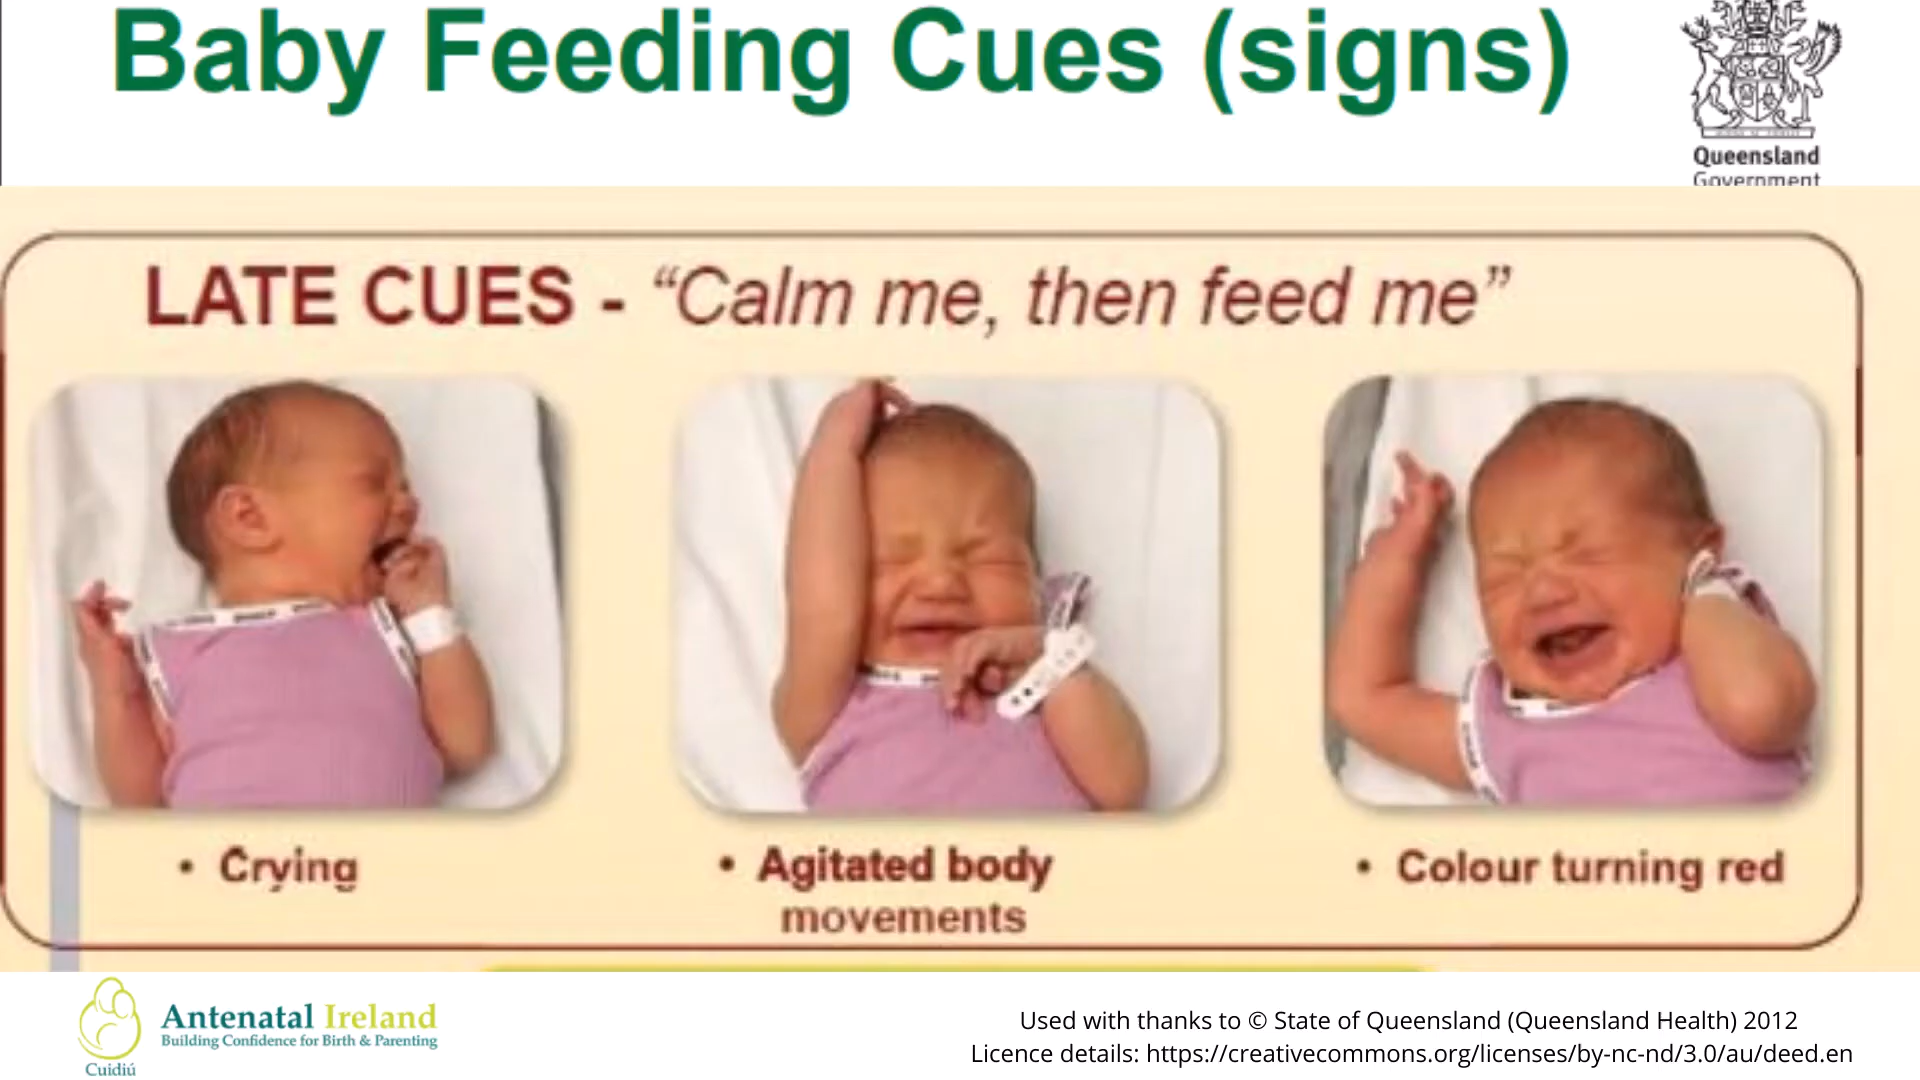 Baby Feeding Cues (signs)
Queensland
Government
LATE CUES - “Calm me, then feed me”
• Crying
• Agitated body
movements
• Colour turning red
Antenatal Ireland
Building Confidence for Birth & Parenting
Cuidiú
Used with thanks to © State of Queensland (Queensland Health) 2012
Licence details: https://creativecommons.org/licenses/by-nc-nd/3.0/au/deed.en